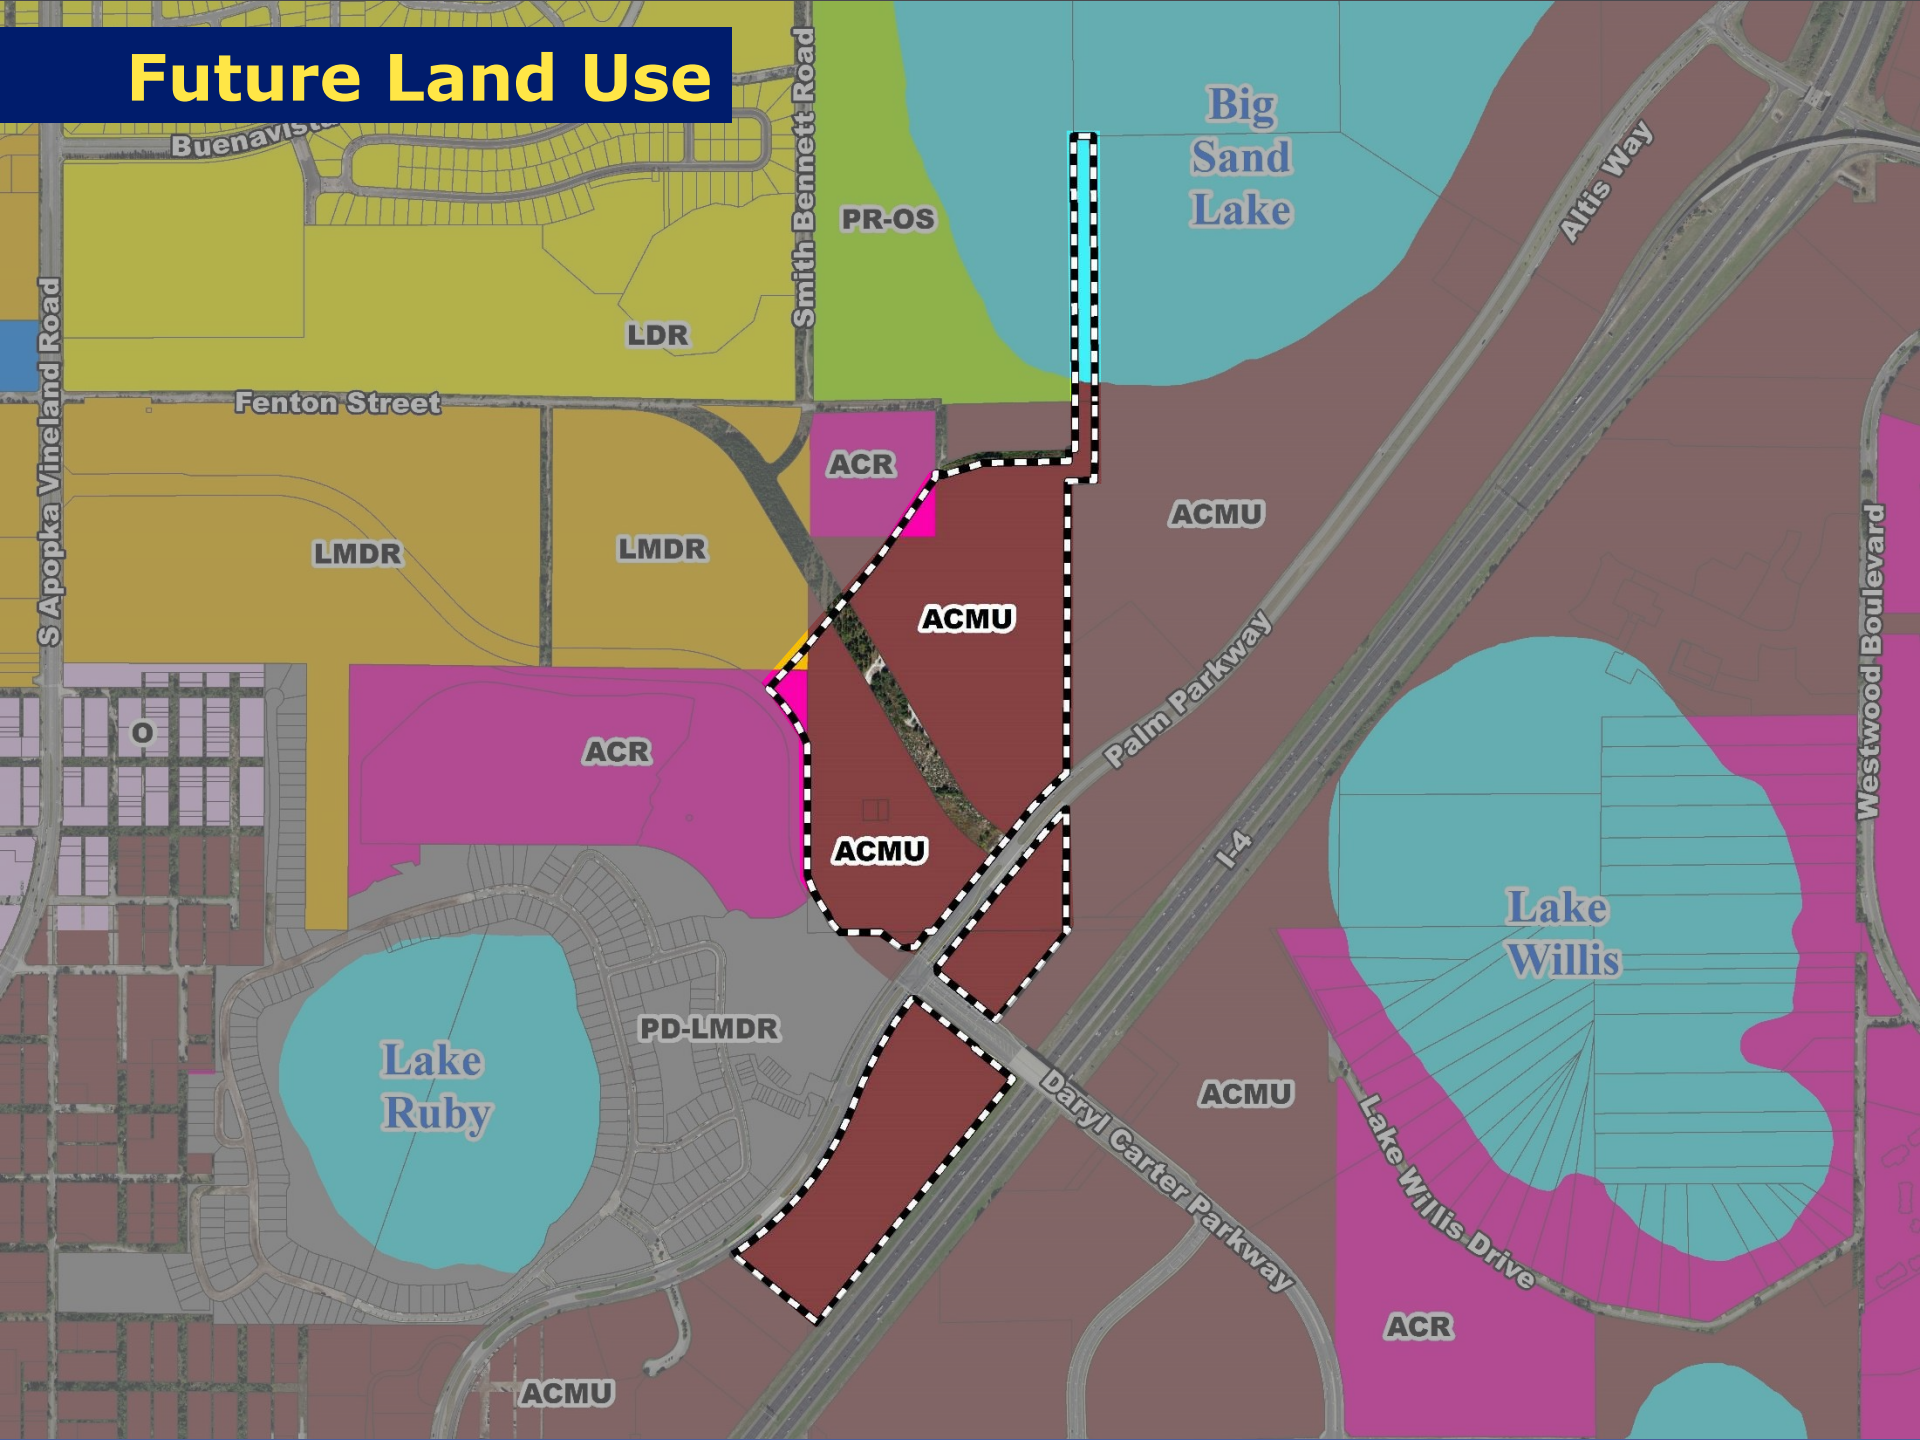 Future Land Use
Buenavista
Smith Bennett Road
Big
Sand
Lake
Altis Way
PR-OS
LDR
S Apopka Vineland Road
Fenton Street
ACR
LMDR
LMDR
ACMU
ACMU
Palm Parkway
Westwood Boulevard
O
ACR
ACMU
I-4
Lake
Willis
PD-LMDR
Lake
Ruby
Daryl Carter Parkway
ACMU
Lake Willis Drive
ACR
ACMU